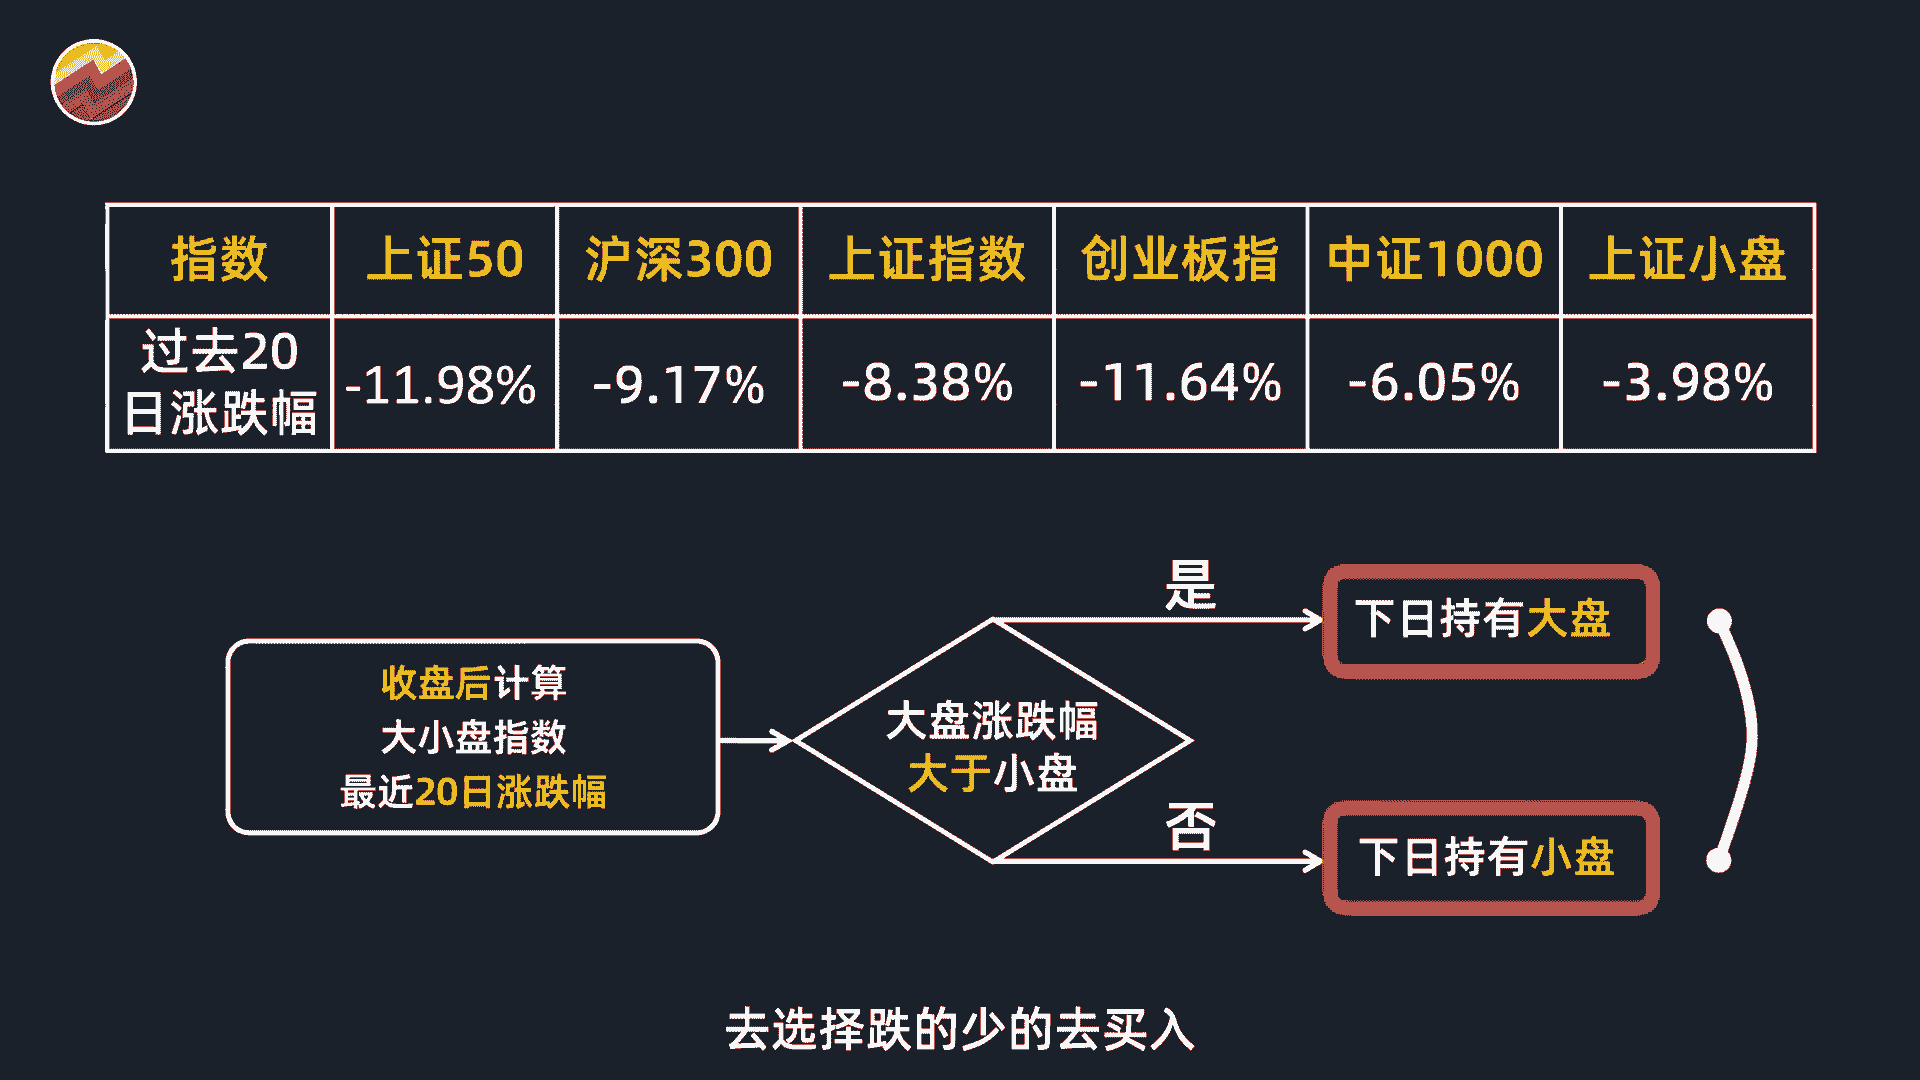 指数 上证50 沪深300 上证指数 创业板指 中证1000 上证小盘
过去20
日涨跌幅 -11.98% -9.17% -8.38% -11.64% -6.05% -3.98%
收盘后计算
大小盘指数
最近20日涨跌幅
大盘涨跌幅
大于小盘
是
下日持有大盘
否
下日持有小盘
去选择跌的少的去买入